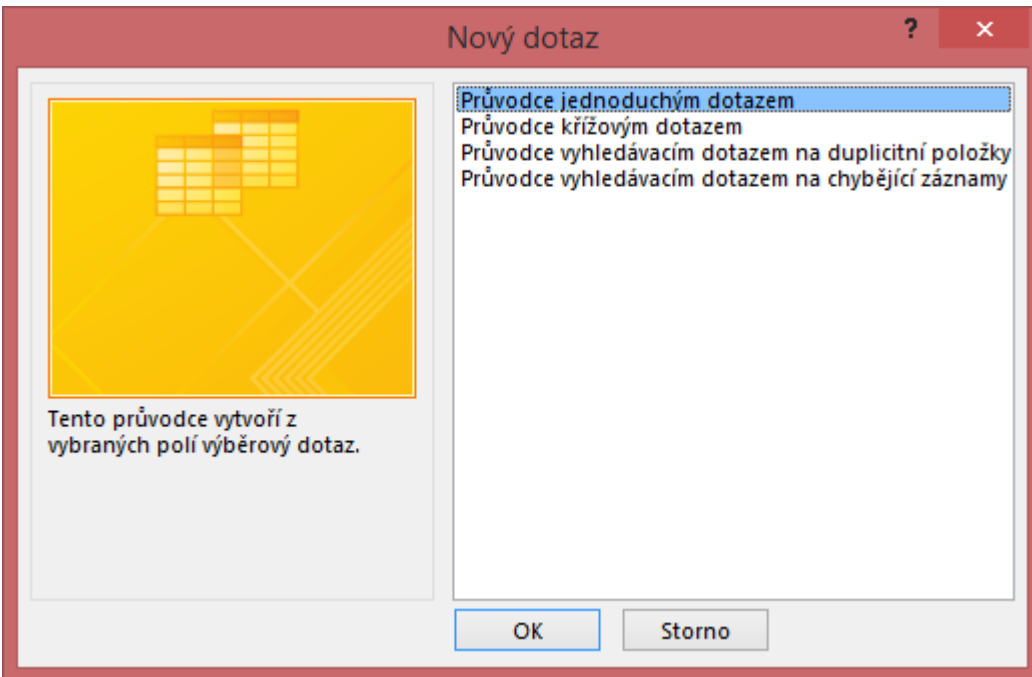 Nový dotaz
?
Průvodce jednoduchým dotazem
Průvodce křížovým dotazem
Průvodce vyhledávacím dotazem na duplicitní položky
Průvodce vyhledávacím dotazem na chybějící záznamy
Tento průvodce vytvoří z
vybraných polí výběrový dotaz.
OK
Storno